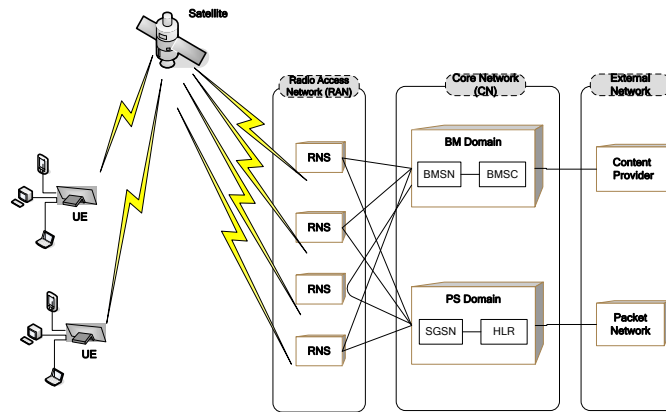 Satellite
Radio Access
Network (RAN)
Core Network
(CN)
External
Network
RNS
BM Domain
BMSN
BMSC
Content
Provider
UE
RNS
RNS
PS Domain
SGSN
HLR
Packet
Network
RNS
UE